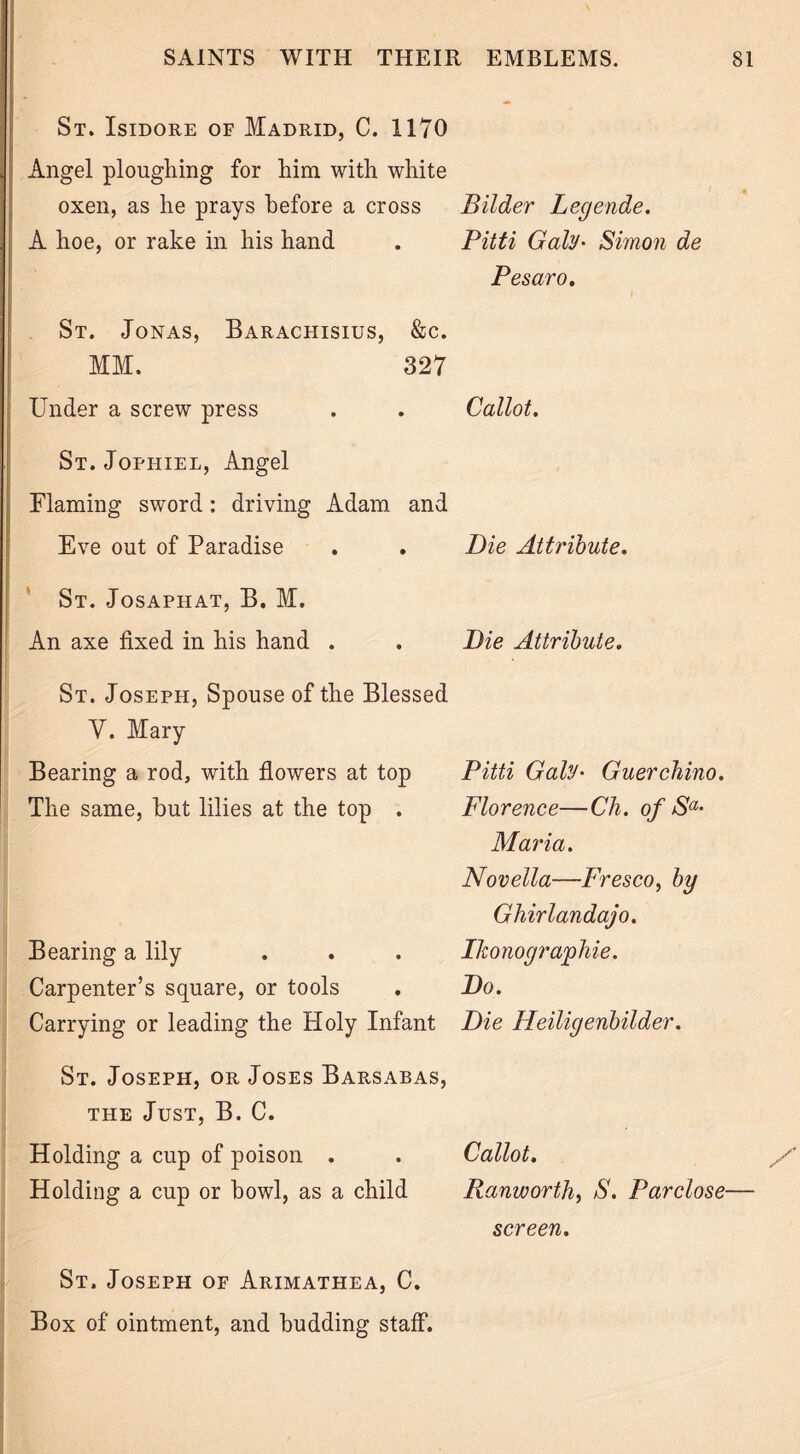 SAINTS WITH THEIR EMBLEMS. 81
St. Isidore of Madrid, C. 1170
Angel ploughing for him with white
oxen, as he prays before a cross Bilder Legende.
A hoe, or rake in his hand . Pitti Galy. Simon de
Pesaro.
St. Jonas, Barachisius, &c.
MM. 327
Under a screw press . . Callot.
St. Jophiel, Angel
Flaming sword: driving Adam and
Eve out of Paradise . . Die Attribute.
St. Josaphat, B. M.
An axe fixed in his hand . . Die Attribute.
St. Joseph, Spouse of the Blessed
V. Mary
Bearing a rod, with flowers at top Pitti Galy. Guerchino.
The same, but lilies at the top . Florence—Ch. of Sa.
Maria.
Novella—Fresco, by
Ghirlandajo.
Bearing a lily . . . Ikonographie.
Carpenter's square, or tools . Do.
Carrying or leading the Holy Infant Die Heiligenbilder.
St. Joseph, or Joses Barsabas,
the Just, B. C.
Holding a cup of poison . . Callot.
Holding a cup or bowl, as a child Ranworth, S. Parclose—
screen.
St. Joseph of Arimathea, C.
Box of ointment, and budding staff.